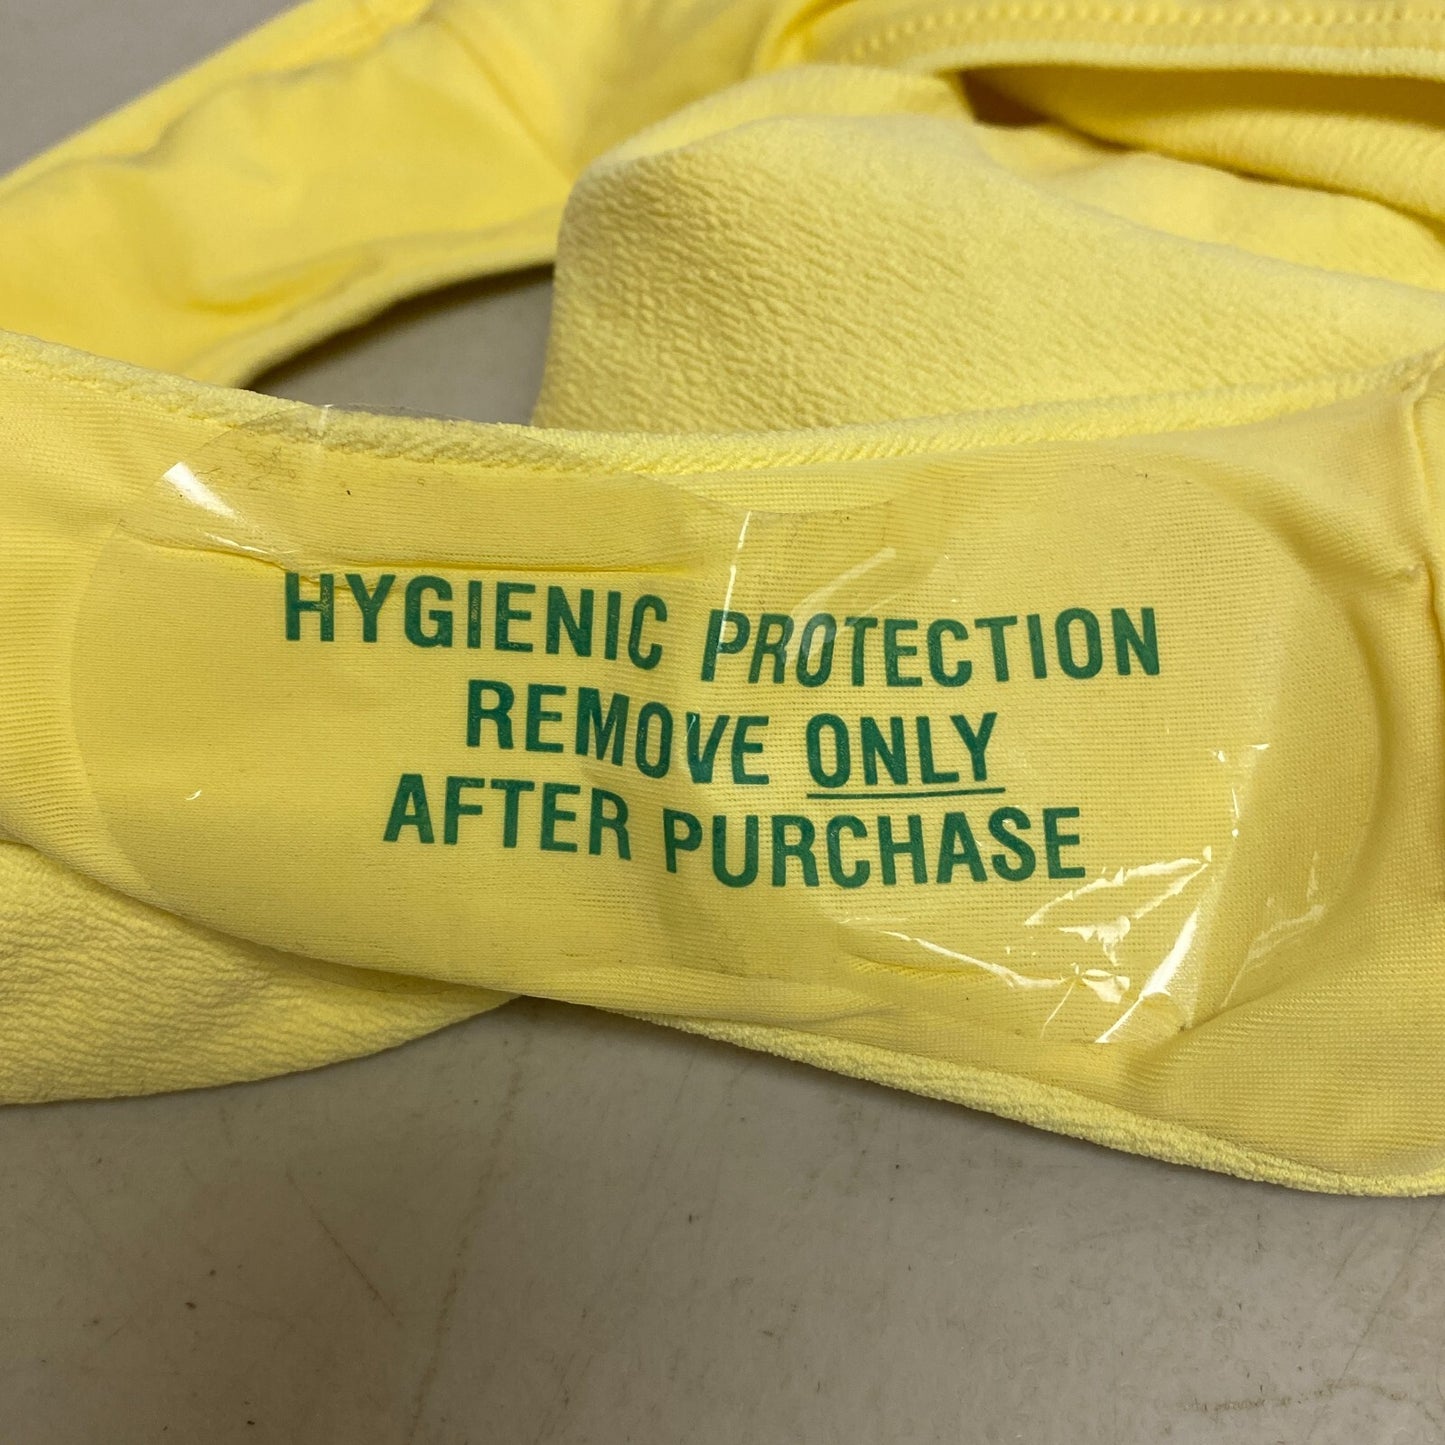 HYGIENIC PROTECTION
REMOVE ONLY
AFTER PURCHASE